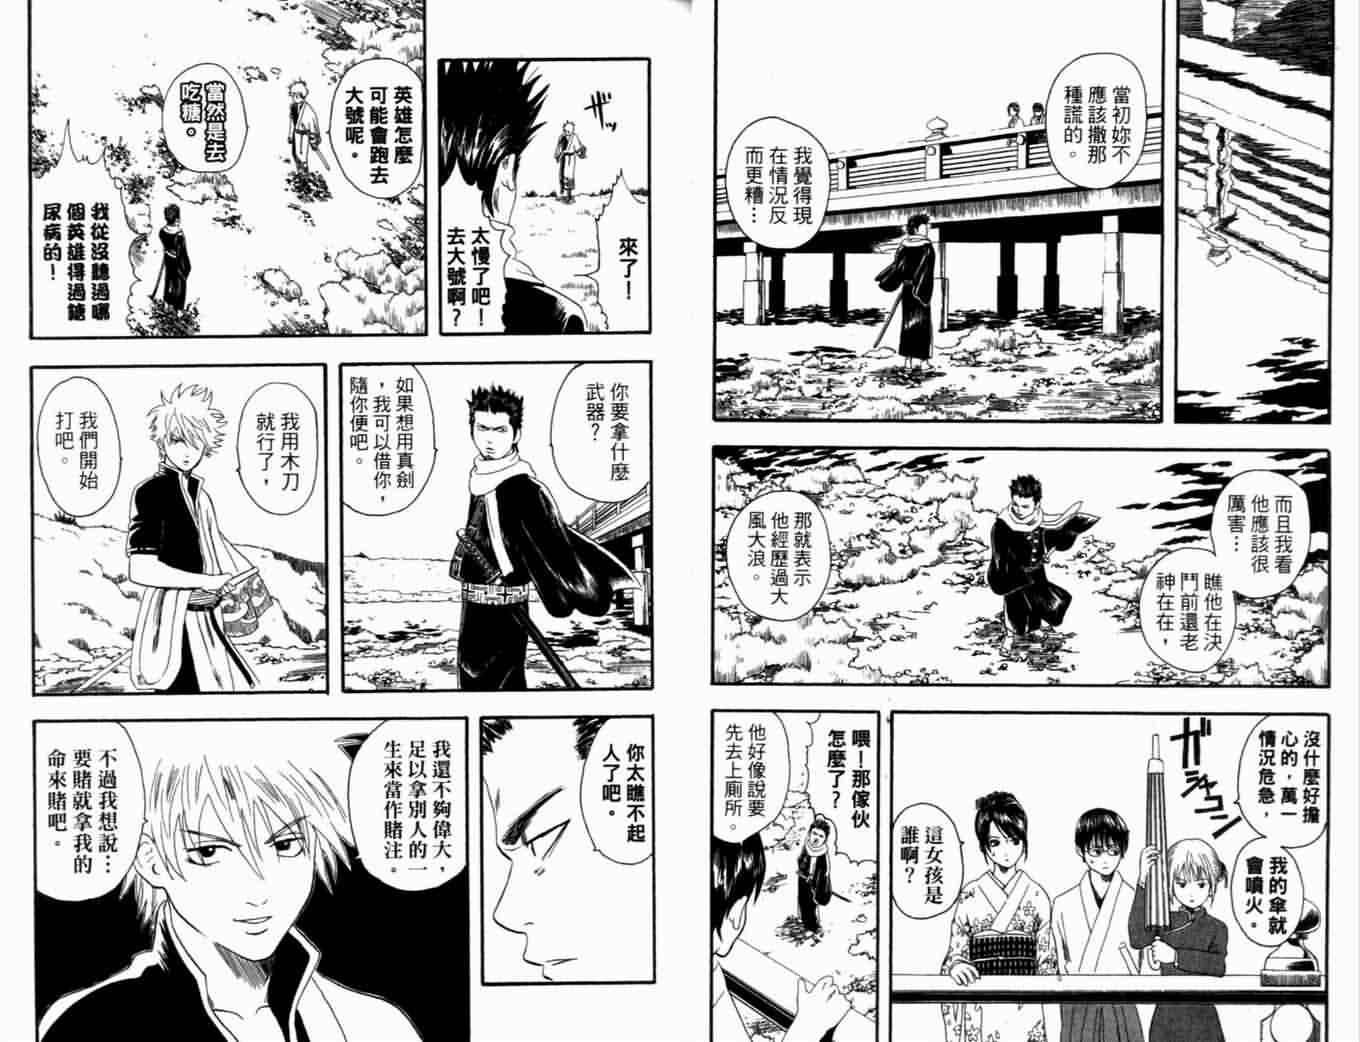 當初妳不
應該撒那
種謊的。
我覺得現
在情況反
而更糟…
而且我看
他應該很
厲害…
瞧他在決
鬥前還老
神在在，
那就表示
他經歷過大
風大浪。
沒什麼好擔
心的，萬一
情況危急，
我的傘就
會噴火。
ガシャコン
這女孩是
誰啊？
喂！那傢伙
怎麼了？
他好像說要
先去上廁所。
ザッ
來了！
太慢了吧！
去大號啊？
英雄怎麼
可能會跑去
大號呢。
當然是去
吃糖。
我從沒聽過哪
個英雄得過糖
尿病的！
你要拿什麼
武器？
如果想用真劍
，我可以借你，
隨你便吧。
我用木刀
就行了，
我們開始
打吧。
你太瞧不起
人了吧。
我還不夠偉大，
足以拿別人的一
生來當作賭注。
不過我想說…
要賭就拿我的
命來賭吧。